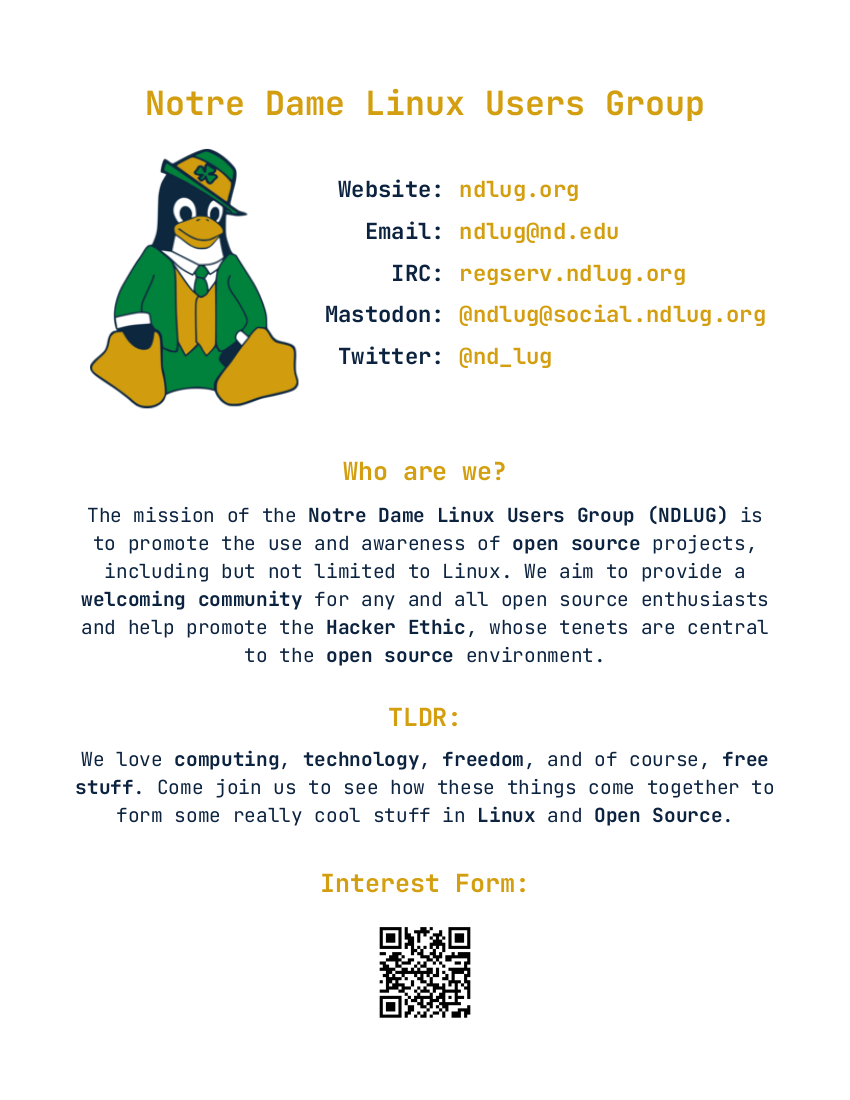 Notre Dame Linux Users Group
Website: ndlug.org
Email: ndlug@nd.edu
IRC: regserv.ndlug.org
Mastodon: @ndlug@social.ndlug.org
Twitter: @nd_lug
Who are we?
The mission of the Notre Dame Linux Users Group (NDLUG) is
to promote the use and awareness of open source projects,
including but not limited to Linux. We aim to provide a
welcoming community for any and all open source enthusiasts
and help promote the Hacker Ethic, whose tenets are central
to the open source environment.
TLDR:
We love computing, technology, freedom, and of course, free
stuff. Come join us to see how these things come together to
form some really cool stuff in Linux and Open Source.
Interest Form: